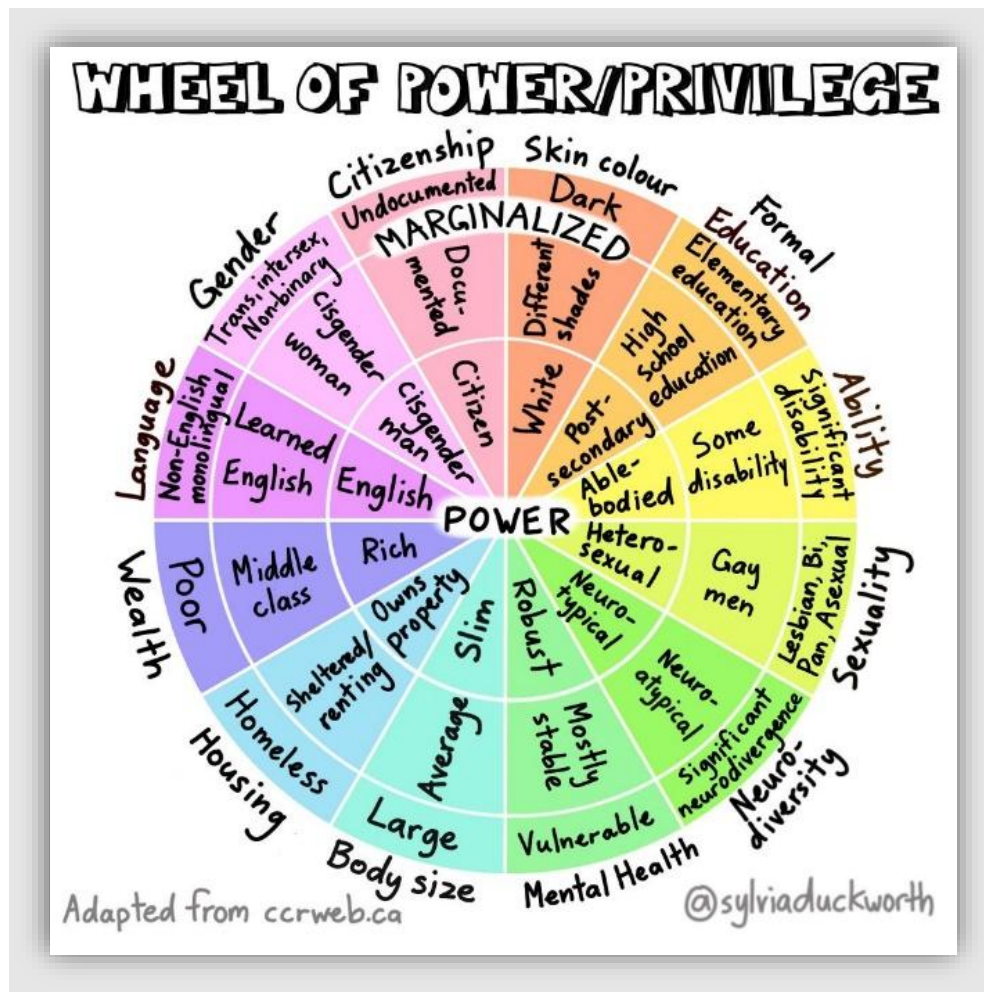 WHEEL OF POWER/PRIVILEGE
Citizenship
Undocumented
Docu-
mented
Citizen
Skin colour
Dark
Different
shades
White
Formal
Education
Elementary
education
High
school
education
Post-
secondary
Ability
Significant
disability
Some
disability
Able-
bodied
Sexuality
Lesbian, Bi,
Pan, Asexual
Gay
men
Hetero-
sexual
Neuro-
diversity
Significant
neurodivergence
Neuro-
atypical
Neuro-
typical
Mental Health
Vulnerable
Mostly
stable
Robust
Body size
Large
Average
Slim
Housing
Homeless
Sheltered/
renting
Owns
property
Wealth
Poor
Middle
class
Rich
Language
Non-English
monolingual
Learned
English
English
Gender
Trans, intersex,
Nonbinary
Cisgender
woman
Cisgender
man
MARGINALIZED
POWER
Adapted from ccrweb.ca
@sylviaduckworth